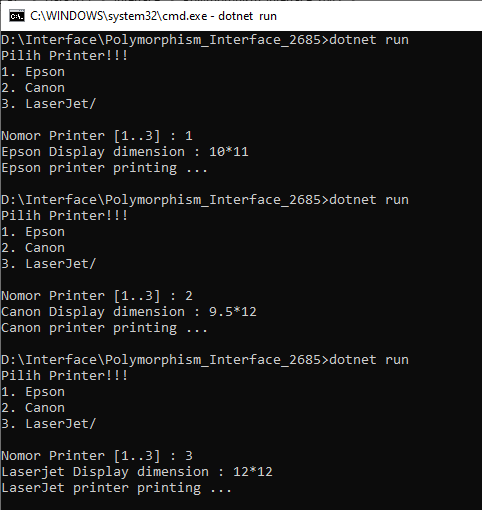 C:\WINDOWS\system32\cmd.exe - dotnet run
D:\Interface\Polymorphism_Interface_2685>dotnet run
Pilih Printer!!!
1. Epson
2. Canon
3. LaserJet/
Nomor Printer [1..3] : 1
Epson Display dimension : 10*11
Epson printer printing ...
D:\Interface\Polymorphism_Interface_2685>dotnet run
Pilih Printer!!!
1. Epson
2. Canon
3. LaserJet/
Nomor Printer [1..3] : 2
Canon Display dimension : 9.5*12
Canon printer printing ...
D:\Interface\Polymorphism_Interface_2685>dotnet run
Pilih Printer!!!
1. Epson
2. Canon
3. LaserJet/
Nomor Printer [1..3] : 3
Laserjet Display dimension : 12*12
LaserJet printer printing ...